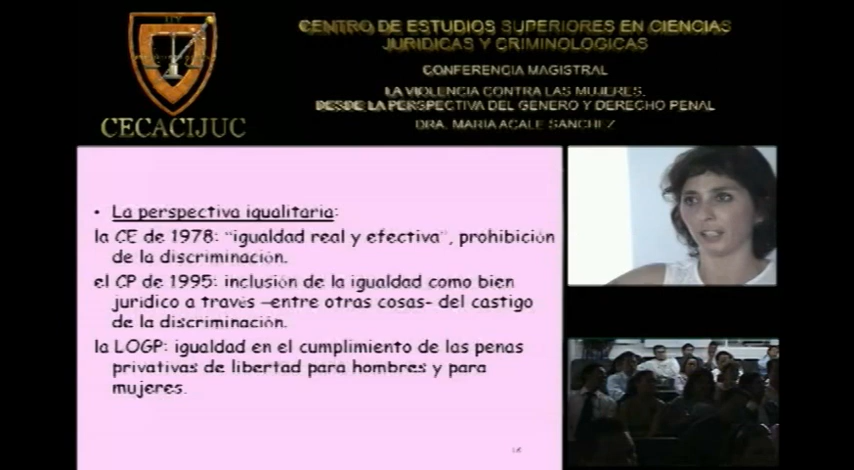 CENTRO DE ESTUDIOS SUPERIORES EN CIENCIAS
JURIDICAS Y CRIMINOLOGICAS
CONFERENCIA MAGISTRAL
LA VIOLENCIA CONTRA LAS MUJERES.
DESDE LA PERSPECTIVA DEL GENERO Y DERECHO PENAL
DRA. MARIA ACALE SANCHEZ
CECACIJUC
• La perspectiva igualitaria:
la CE de 1978: "igualdad real y efectiva", prohibición
de la discriminación.
el CP de 1995: inclusión de la igualdad como bien
jurídico a través –entre otras cosas- del castigo
de la discriminación.
la LOGP: igualdad en el cumplimiento de las penas
privativas de libertad para hombres y para
mujeres.